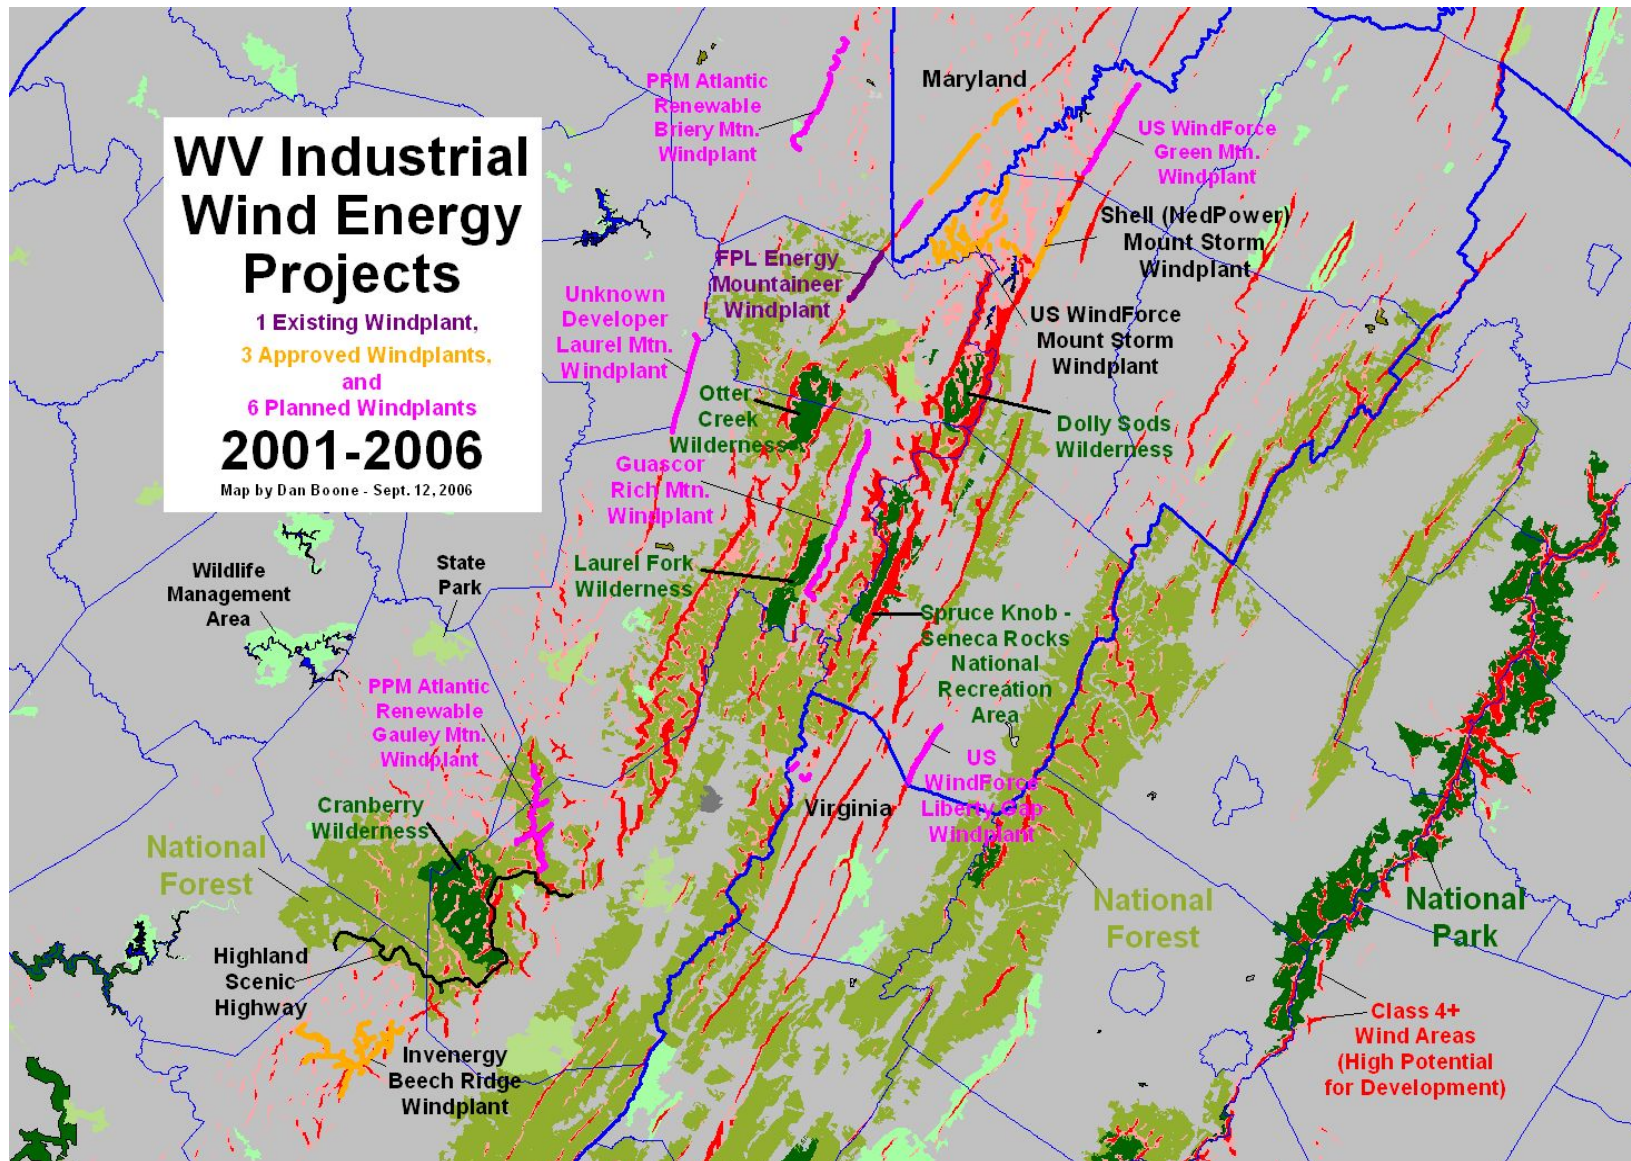 WV Industrial
Wind Energy
Projects
1 Existing Windplant,
3 Approved Windplants,
and
6 Planned Windplants
2001-2006
Map by Dan Boone - Sept. 12, 2006
PPM Atlantic
Renewable
Briery Mtn.
Windplant
Maryland
US WindForce
Green Mtn.
Windplant
Shell (NedPower)
Mount Storm
Windplant
FPL Energy
Mountaineer
Windplant
Unknown
Developer
Laurel Mtn.
Windplant
US WindForce
Mount Storm
Windplant
Otter
Creek
Wilderness
Dolly Sods
Wilderness
Guascor
Rich Mtn.
Windplant
Laurel Fork
Wilderness
Wildlife
Management
Area
State
Park
Spruce Knob -
Seneca Rocks
National
Recreation
Area
PPM Atlantic
Renewable
Gauley Mtn.
Windplant
US
WindForce
Liberty Gap
Windplant
Virginia
Cranberry
Wilderness
National
Forest
National
Forest
National
Park
Highland
Scenic
Highway
Invenergy
Beech Ridge
Windplant
Class 4+
Wind Areas
(High Potential
for Development)